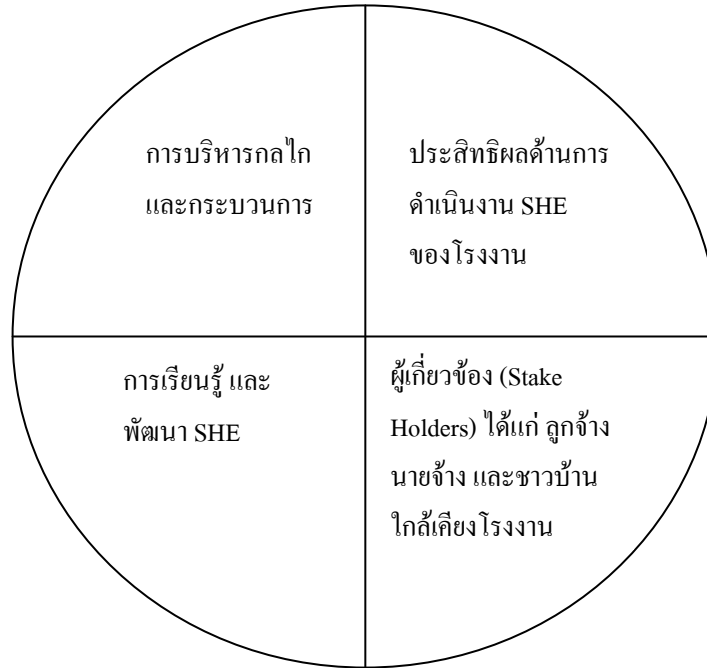 การบริหารกลไก
และกระบวนการ
ประสิทธิผลด้านการ
ดำเนินงาน SHE
ของโรงงาน
การเรียนรู้ และ
พัฒนา SHE
ผู้เกี่ยวข้อง (Stake
Holders) ได้แก่ ลูกจ้าง
นายจ้าง และชาวบ้าน
ใกล้เคียงโรงงาน